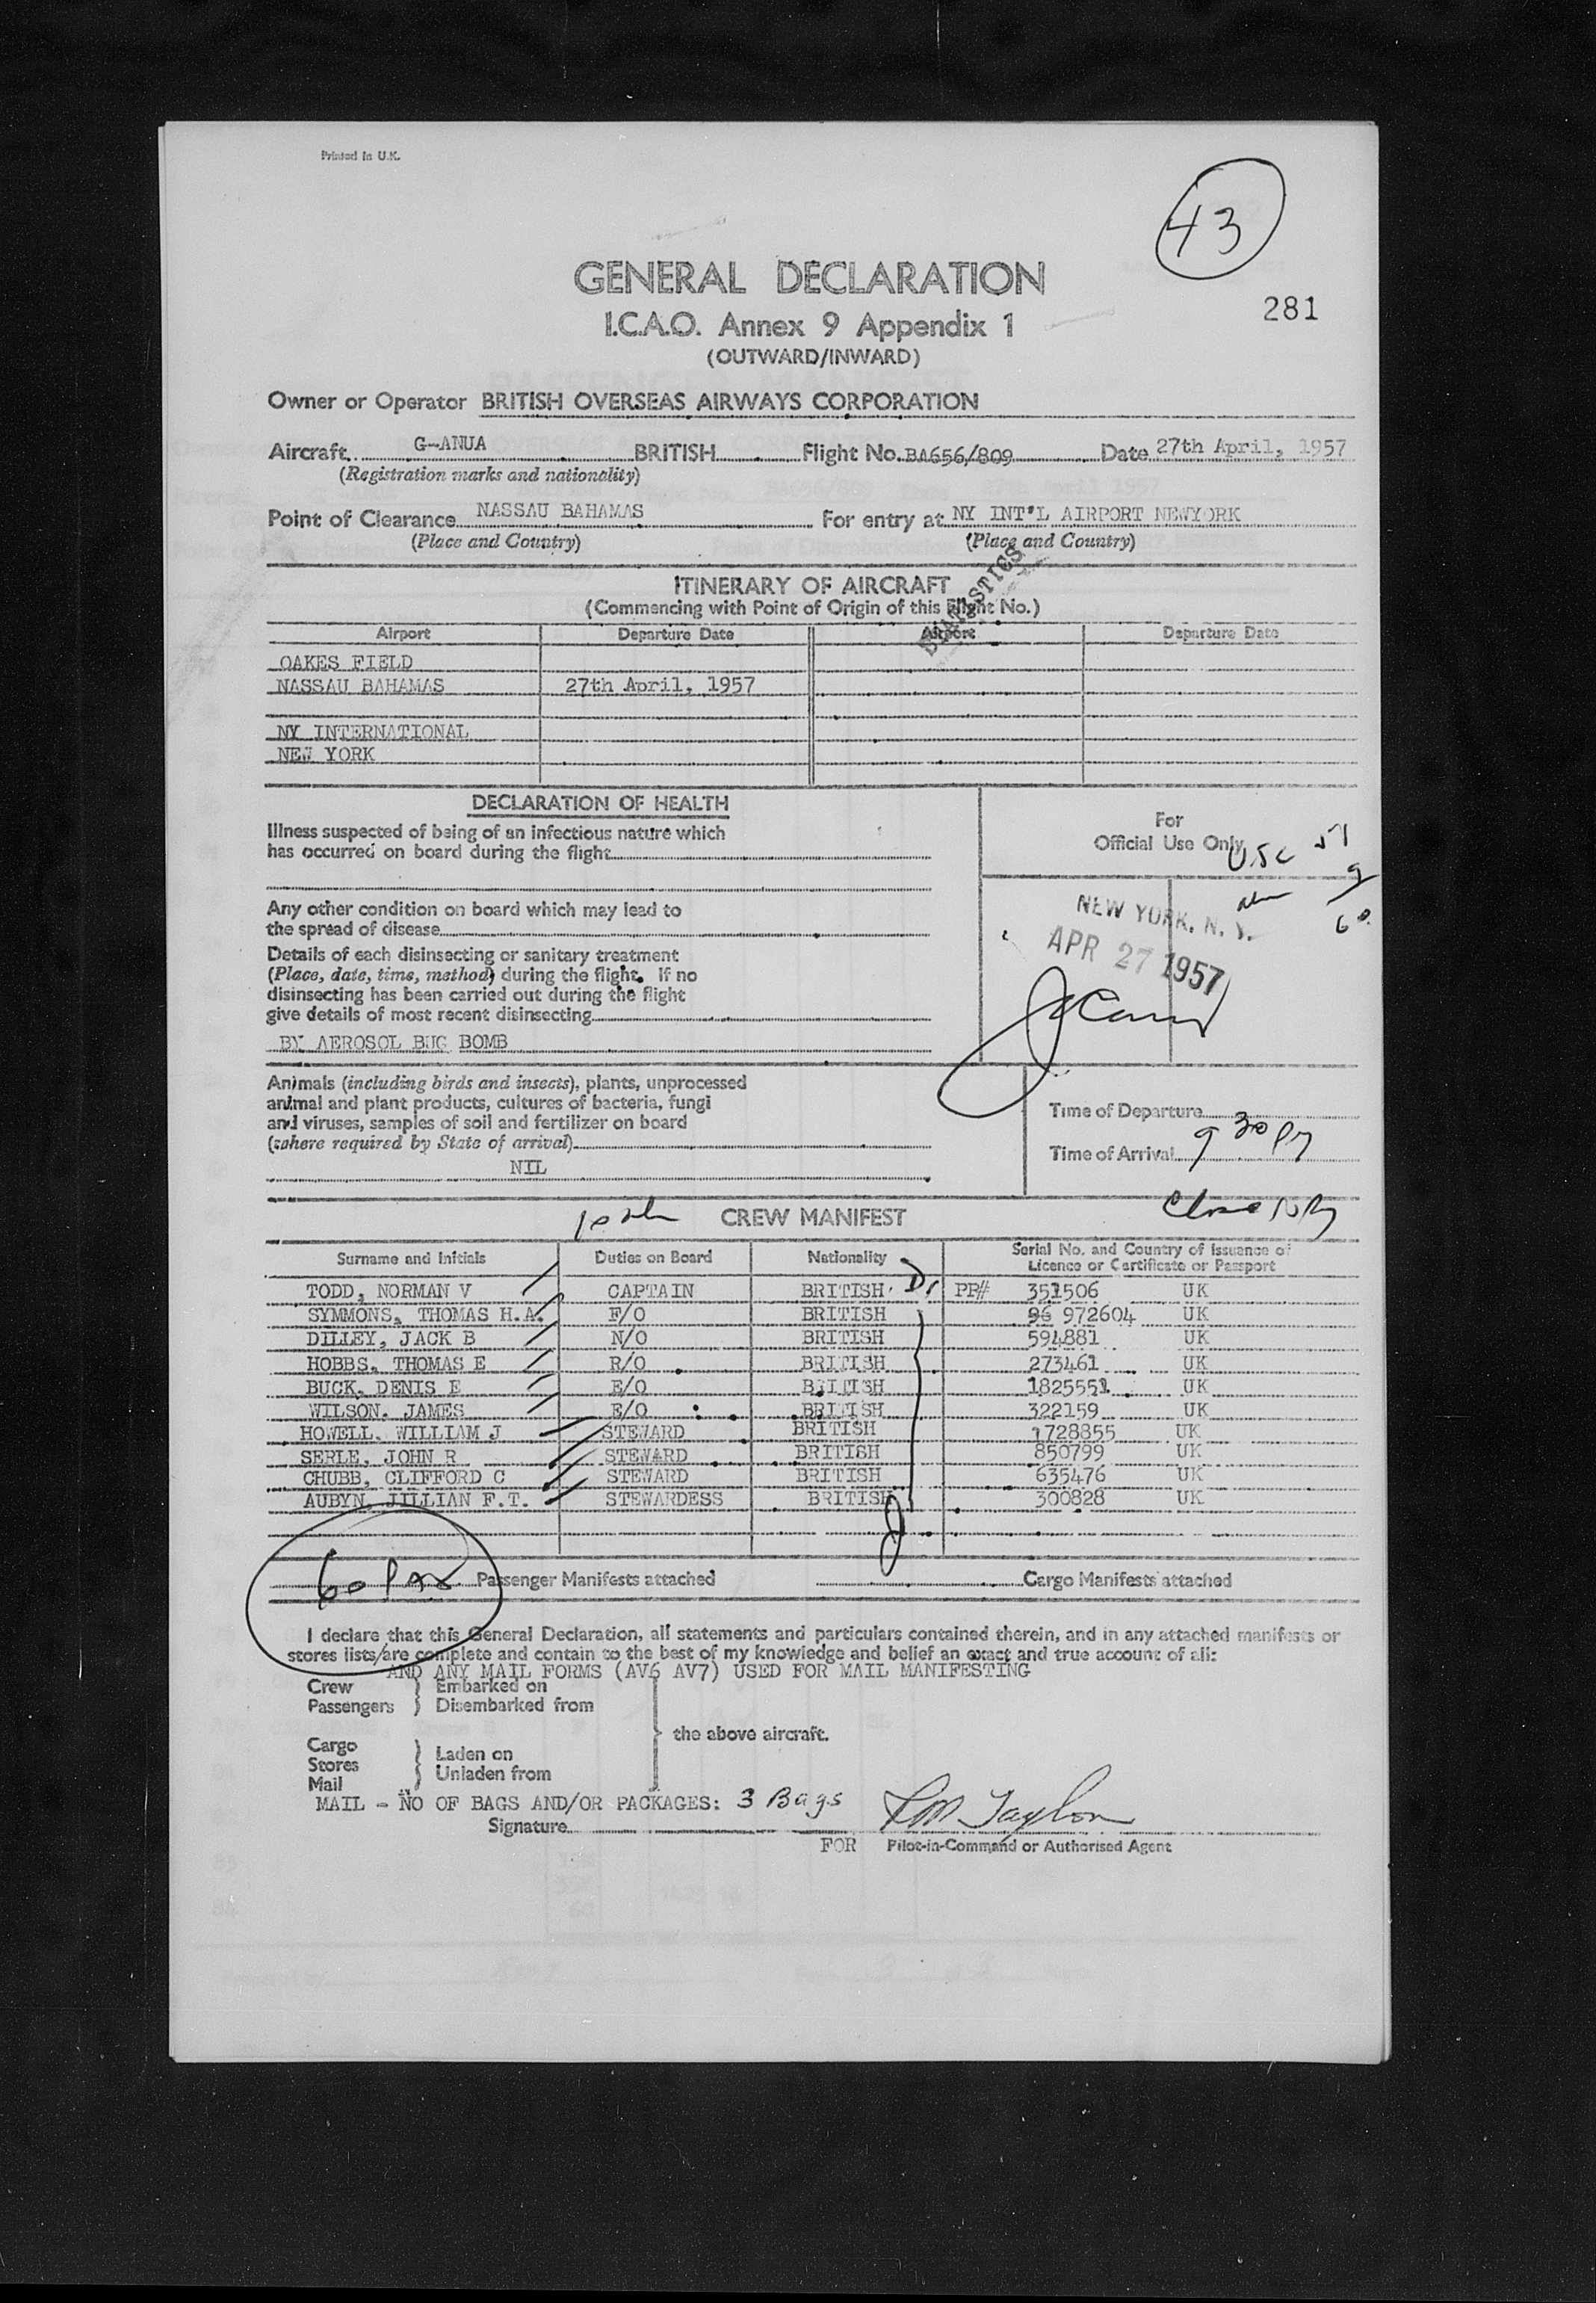 Printed in U.K.
43
GENERAL DECLARATION
281
I.C.A.O. Annex 9 Appendix 1
(OUTWARD/INWARD)
Owner or Operator BRITISH OVERSEAS AIRWAYS CORPORATION
Aircraft G-ANUA BRITISH Flight No. BA656/809 Date 27th April, 1957
(Registration marks and nationality)
Point of Clearance NASSAU BAHAMAS For entry at NY INT'L AIRPORT NEWYORK
(Place and Country) (Place and Country)
ITINERARY OF AIRCRAFT
(Commencing with Point of Origin of this Flight No.)
STATISTICS
Airport Departure Date Airport Departure Date
OAKES FIELD
NASSAU BAHAMAS 27th April, 1957
NY INTERNATIONAL
NEW YORK
DECLARATION OF HEALTH
For
Official Use Only
USC 51
9
60
Illness suspected of being of an infectious nature which
has occurred on board during the flight
NEW YORK, N. Y.
APR 27 1957
Any other condition on board which may lead to
the spread of disease
Details of each disinsecting or sanitary treatment
(Place, date, time, method) during the flight. If no
disinsecting has been carried out during the flight
give details of most recent disinsecting
BY AEROSOL BUG BOMB
Animals (including birds and insects), plants, unprocessed
animal and plant products, cultures of bacteria, fungi
and viruses, samples of soil and fertilizer on board
(where required by State of arrival)
NIL
Time of Departure
Time of Arrival 9 30 PM
CREW MANIFEST
Surname and Initials Duties on Board Nationality Serial No. and Country of Issuance of
Licence or Certificate or Passport
TODD, NORMAN V CAPTAIN BRITISH PP# 351506 UK
SYMMONS, THOMAS H.A. F/O BRITISH 96 972604 UK
DILLEY, JACK B N/O BRITISH 594881 UK
HOBBS, THOMAS E R/O BRITISH 273461 UK
BUCK, DENIS E E/O BRITISH 1825551 UK
WILSON. JAMES E/O BRITISH 322159 UK
HOWELL. WILLIAM J STEWARD BRITISH 1728855 UK
SERLE, JOHN R STEWARD BRITISH 850799 UK
CHUBB, CLIFFORD C STEWARD BRITISH 635476 UK
AUBYN, JILLIAN F.T. STEWARDESS BRITISH 300828 UK
60 Pax Passenger Manifests attached Cargo Manifests attached
I declare that this General Declaration, all statements and particulars contained therein, and in any attached manifests or
stores lists/are complete and contain to the best of my knowledge and belief an exact and true account of all:
AND ANY MAIL FORMS (AV6 AV7) USED FOR MAIL MANIFESTING
Crew } Embarked on
Passengers } Disembarked from
the above aircraft.
Cargo
Stores } Laden on
Mail } Unladen from
MAIL - NO OF BAGS AND/OR PACKAGES: 3 Bags
Signature Taylor
FOR Pilot-in-Command or Authorised Agent